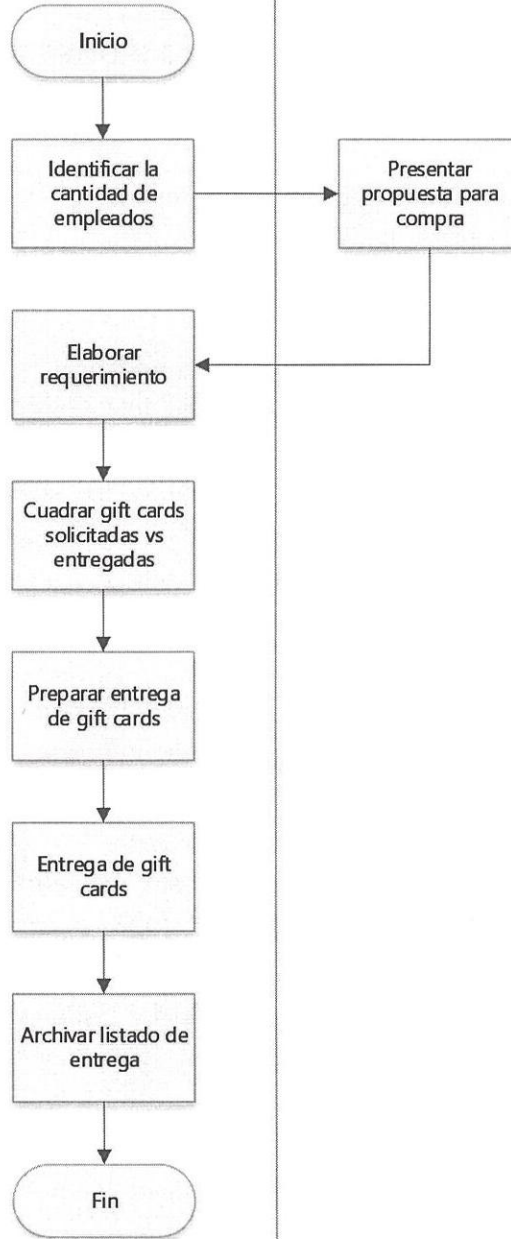 Inicio
Identificar la
cantidad de
empleados
Presentar
propuesta para
compra
Elaborar
requerimiento
Cuadrar gift cards
solicitadas vs
entregadas
Preparar entrega
de gift cards
Entrega de gift
cards
Archivar listado de
entrega
Fin